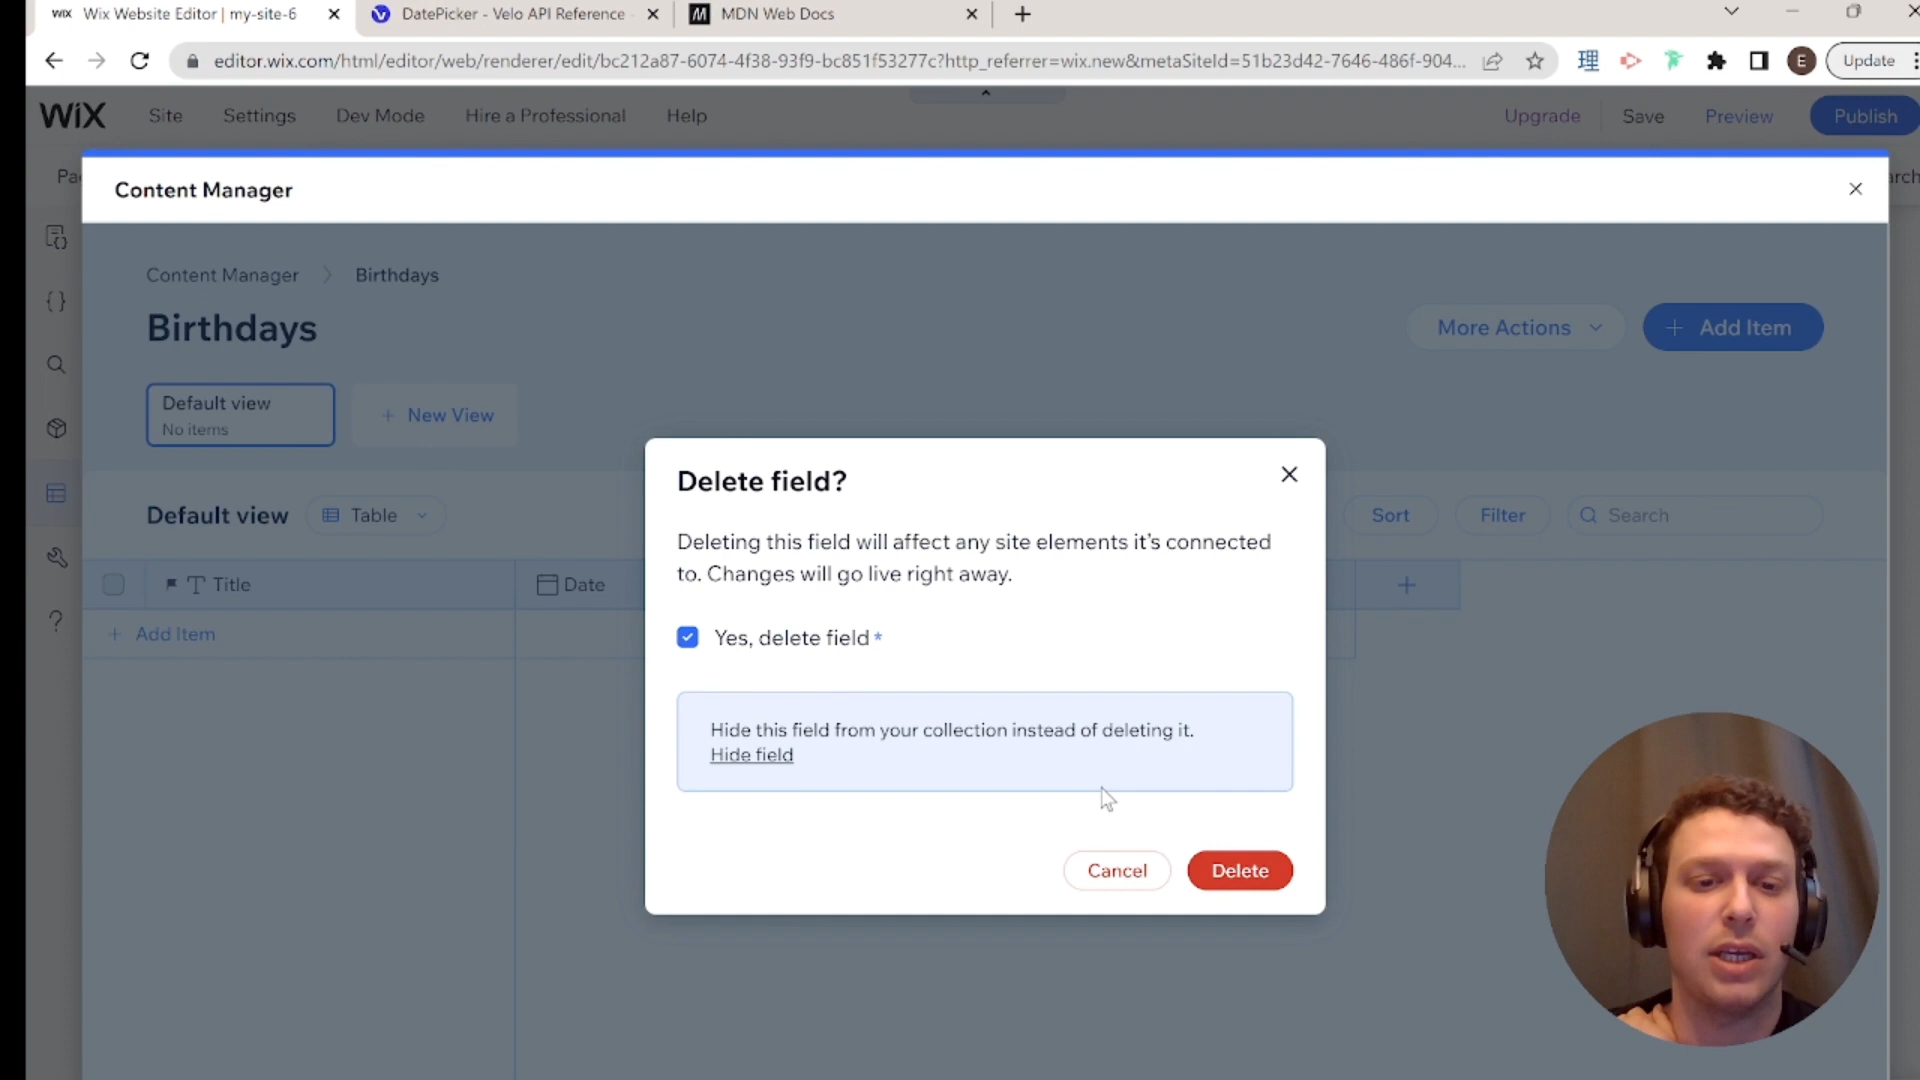 WiX Wix Website Editor | my-site-6
DatePicker - Velo API Reference
MDN Web Docs
editor.wix.com/html/editor/web/renderer/edit/bc212a87-6074-4f38-93f9-bc851f53277c?http_referrer=wix.new&metaSiteId=51b23d42-7646-486f-904...
理
E
Update
WiX
Site
Settings
Dev Mode
Hire a Professional
Help
Upgrade
Save
Preview
Publish
Content Manager
Content Manager
Birthdays
Birthdays
More Actions
+ Add Item
Default view
No items
+ New View
Default view
Table
Sort
Filter
Search
Title
Date
+
+ Add Item
Delete field?
Deleting this field will affect any site elements it's connected
to. Changes will go live right away.
Yes, delete field *
Hide this field from your collection instead of deleting it.
Hide field
Cancel
Delete